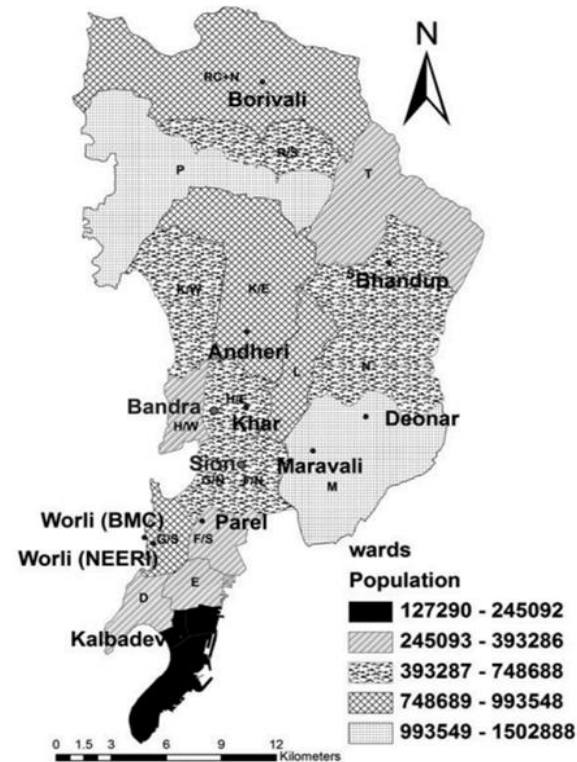 N
RC+N
Borivali
R/S
P
T
S
Bhandup
K/W
K/E
Andheri
L
N
Bandra
H/E
H/W
Khar
Deonar
Sion
Maravali
G/N
F/N
M
Worli (BMC)
G/S
Parel
F/S
Worli (NEERI)
D
E
Kalbadev
wards
Population
127290 - 245092
245093 - 393286
393287 - 748688
748689 - 993548
993549 - 1502888
0 1.5 3 6 9 12
Kilometers